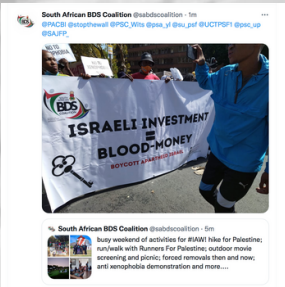 South African BDS Coalition @sabdscoalition · 1m
@PACBI @stopthewall @PSC_Wits @psa_yl @su_psf @UCTPSF1 @psc_up
@SAJFP_
BDS
ISRAELI INVESTMENT
=
BLOOD-MONEY
BOYCOTT APARTHEID ISRAEL
South African BDS Coalition @sabdscoalition · 5m
busy weekend of activities for #IAW! hike for Palestine;
run/walk with Runners For Palestine; outdoor movie
screening and picnic; forced removals then and now;
anti xenophobia demonstration and more....